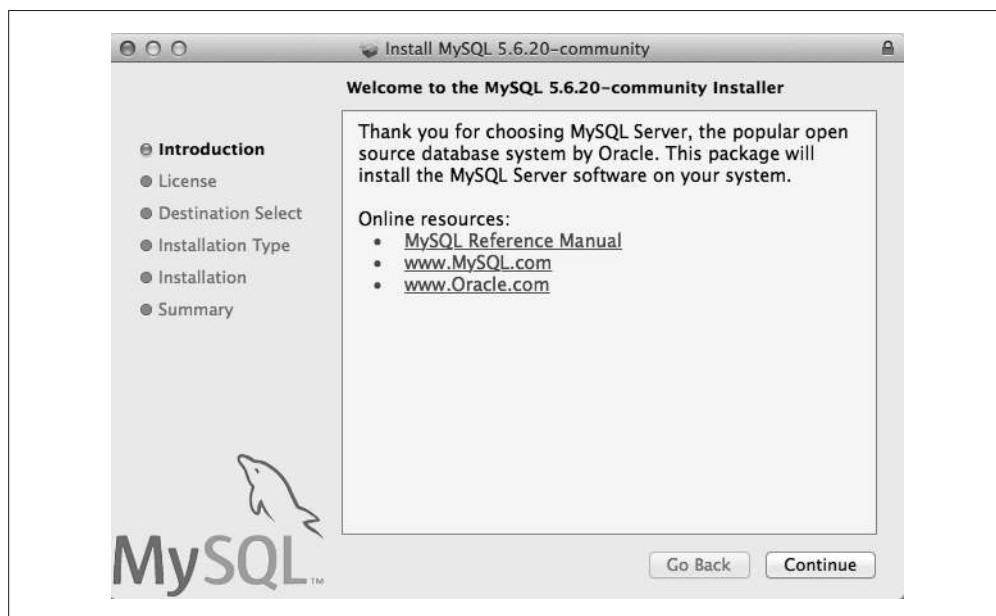 Install MySQL 5.6.20-community
Welcome to the MySQL 5.6.20-community Installer
Introduction
License
Destination Select
Installation Type
Installation
Summary
Thank you for choosing MySQL Server, the popular open
source database system by Oracle. This package will
install the MySQL Server software on your system.
Online resources:
• MySQL Reference Manual
• www.MySQL.com
• www.Oracle.com
MySQL™
Go Back
Continue